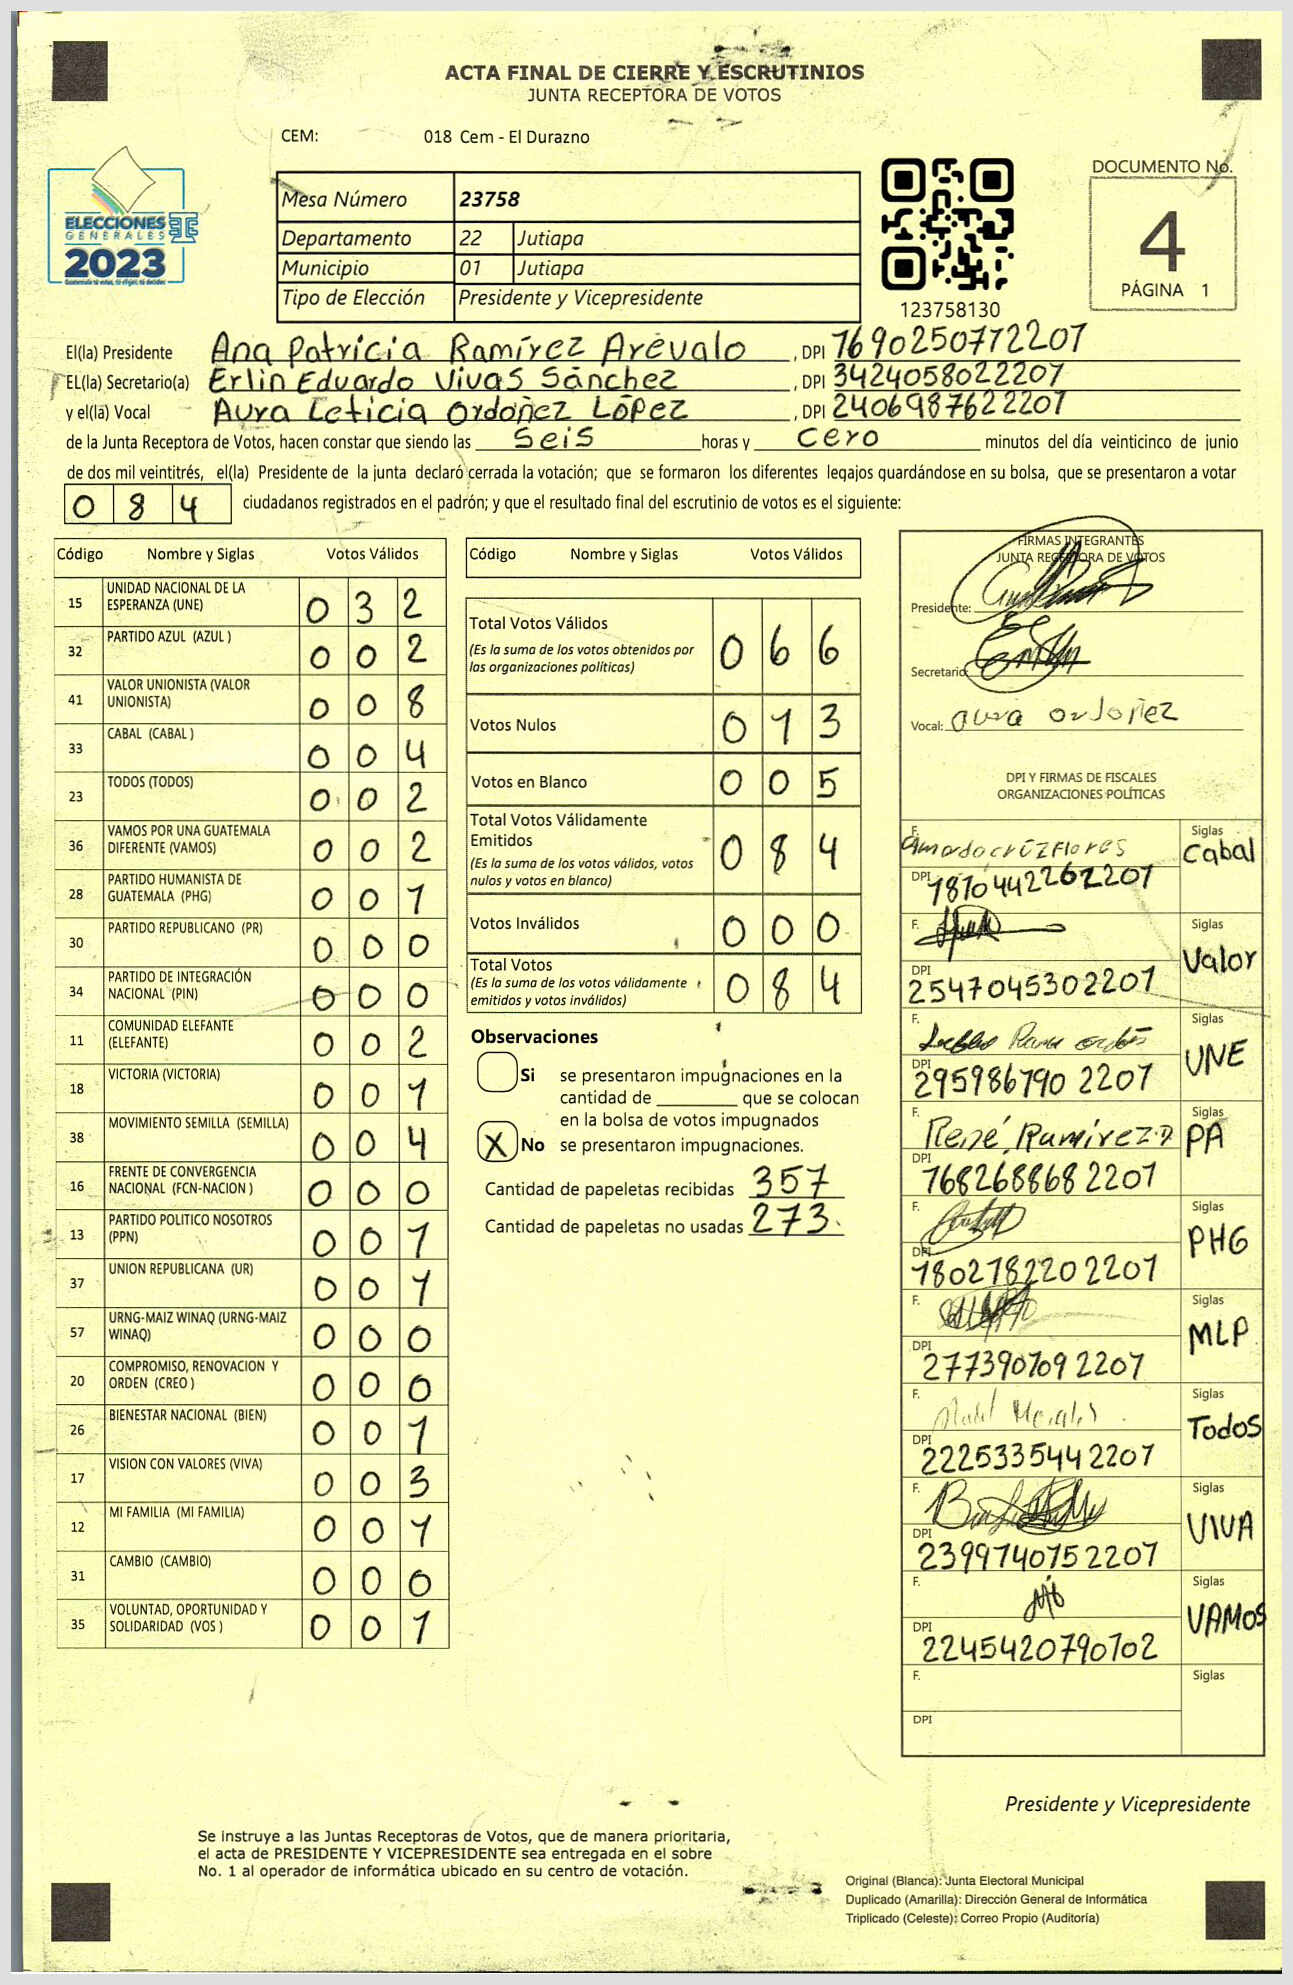 ACTA FINAL DE CIERRE Y ESCRUTINIOS
JUNTA RECEPTORA DE VOTOS
CEM: 018 Cem - El Durazno
ELECCIONES
GENERALES
2023
Mesa Número 23758
Departamento 22 Jutiapa
Municipio 01 Jutiapa
Tipo de Elección Presidente y Vicepresidente
123758130
DOCUMENTO No.
4
PÁGINA 1
El(la) Presidente Ana Patricia Ramírez Arévalo, DPI 1690250772207
EL(la) Secretario(a) Erlin Eduardo Vivas Sánchez, DPI 3424058022207
y el(la) Vocal Aura Leticia Ordoñez López, DPI 2406987622201
de la Junta Receptora de Votos, hacen constar que siendo las seis horas y cero minutos del día veinticinco de junio
de dos mil veintitrés, el(la) Presidente de la junta declaró cerrada la votación; que se formaron los diferentes legajos guardándose en su bolsa, que se presentaron a votar
084 ciudadanos registrados en el padrón; y que el resultado final del escrutinio de votos es el siguiente:
Código Nombre y Siglas Votos Válidos
15 UNIDAD NACIONAL DE LA ESPERANZA (UNE) 0 3 2
32 PARTIDO AZUL (AZUL ) 0 0 2
41 VALOR UNIONISTA (VALOR UNIONISTA) 0 0 8
33 CABAL (CABAL ) 0 0 4
23 TODOS (TODOS) 0 0 2
36 VAMOS POR UNA GUATEMALA DIFERENTE (VAMOS) 0 0 2
28 PARTIDO HUMANISTA DE GUATEMALA (PHG) 0 0 1
30 PARTIDO REPUBLICANO (PR) 0 0 0
34 PARTIDO DE INTEGRACIÓN NACIONAL (PIN) 0 0 0
11 COMUNIDAD ELEFANTE (ELEFANTE) 0 0 2
18 VICTORIA (VICTORIA) 0 0 1
38 MOVIMIENTO SEMILLA (SEMILLA) 0 0 4
16 FRENTE DE CONVERGENCIA NACIONAL (FCN-NACION ) 0 0 0
13 PARTIDO POLITICO NOSOTROS (PPN) 0 0 1
37 UNION REPUBLICANA (UR) 0 0 1
57 URNG-MAIZ WINAQ (URNG-MAIZ WINAQ) 0 0 0
20 COMPROMISO, RENOVACION Y ORDEN (CREO ) 0 0 0
26 BIENESTAR NACIONAL (BIEN) 0 0 1
17 VISION CON VALORES (VIVA) 0 0 3
12 MI FAMILIA (MI FAMILIA) 0 0 1
31 CAMBIO (CAMBIO) 0 0 0
35 VOLUNTAD, OPORTUNIDAD Y SOLIDARIDAD (VOS ) 0 0 1
Código Nombre y Siglas Votos Válidos
Total Votos Válidos 0 6 6
(Es la suma de los votos obtenidos por
las organizaciones políticas)
Votos Nulos 0 1 3
Votos en Blanco 0 0 5
Total Votos Válidamente
Emitidos 0 8 4
(Es la suma de los votos válidos, votos
nulos y votos en blanco)
Votos Inválidos 0 0 0
Total Votos 0 8 4
(Es la suma de los votos válidamente
emitidos y votos inválidos)
Observaciones
Si se presentaron impugnaciones en la
cantidad de ________ que se colocan
en la bolsa de votos impugnados
X No se presentaron impugnaciones.
Cantidad de papeletas recibidas 357
Cantidad de papeletas no usadas 273
FIRMAS INTEGRANTES
JUNTA RECEPTORA DE VOTOS
Presidente:
Secretario:
Vocal: aura ordoñez
DPI Y FIRMAS DE FISCALES
ORGANIZACIONES POLÍTICAS
F. Siglas Cabal
DPI 1810442262201
F. Siglas Valor
DPI 2547045302207
F. Siglas UNE
DPI 295986790 2207
F. René Ramírez Siglas PA
DPI 768268868 2207
F. Siglas PHG
DPI 1802782202207
F. Siglas MLP
DPI 277390709 2207
F. Morales Siglas Todos
DPI 222533544 2207
F. Siglas VIVA
DPI 2399740752207
F. Siglas VAMOS
DPI 2245420790702
F. Siglas
DPI
Presidente y Vicepresidente
Se instruye a las Juntas Receptoras de Votos, que de manera prioritaria,
el acta de PRESIDENTE Y VICEPRESIDENTE sea entregada en el sobre
No. 1 al operador de informática ubicado en su centro de votación.
Original (Blanca): Junta Electoral Municipal
Duplicado (Amarilla): Dirección General de Informática
Triplicado (Celeste): Correo Propio (Auditoría)